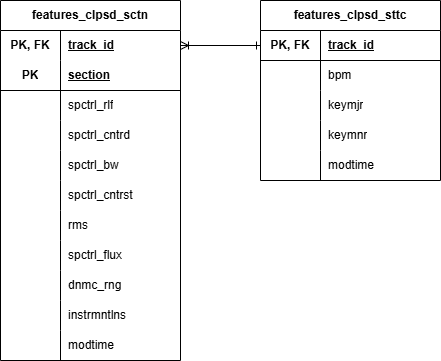 features_clpsd_sctn
PK, FK track_id
PK section
spctrl_rlf
spctrl_cntrd
spctrl_bw
spctrl_cntrst
rms
spctrl_flux
dnmc_rng
instrmntlns
modtime
features_clpsd_sttc
PK, FK track_id
bpm
keymjr
keymnr
modtime